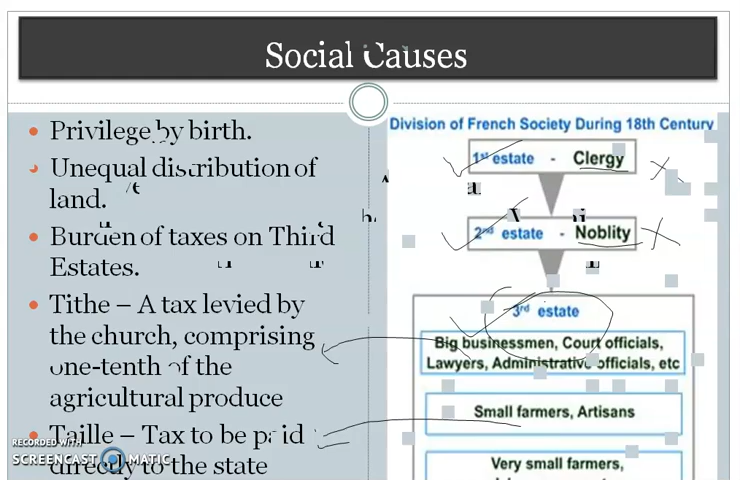 Social Causes
Privilege by birth.
Unequal distribution of
land.
Burden of taxes on Third
Estates.
Tithe – A tax levied by
the church, comprising
one-tenth of the
agricultural produce
Taille – Tax to be paid
directly to the state
Division of French Society During 18th Century
1st estate - Clergy
2nd estate - Noblity
3rd estate
Big businessmen, Court officials,
Lawyers, Administrative officials, etc
Small farmers, Artisans
Very small farmers,
RECORDED WITH
SCREENCAST MATIC